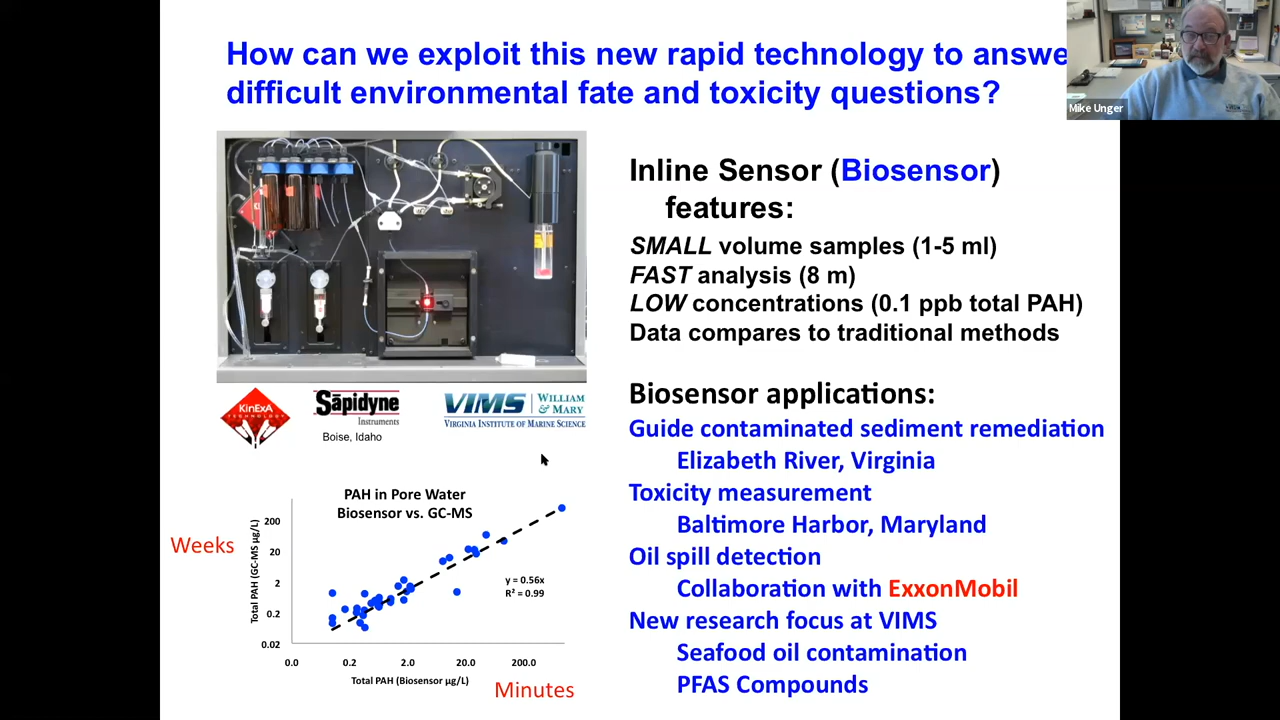 How can we exploit this new rapid technology to answe
difficult environmental fate and toxicity questions?
Mike Unger
Inline Sensor (Biosensor)
features:
SMALL volume samples (1-5 ml)
FAST analysis (8 m)
LOW concentrations (0.1 ppb total PAH)
Data compares to traditional methods
KinExA
TECHNOLOGY
Sapidyne
Instruments
Boise, Idaho
VIMS
WILLIAM
& MARY
VIRGINIA INSTITUTE OF MARINE SCIENCE
Biosensor applications:
Guide contaminated sediment remediation
Elizabeth River, Virginia
Toxicity measurement
Baltimore Harbor, Maryland
Oil spill detection
Collaboration with ExxonMobil
New research focus at VIMS
Seafood oil contamination
PFAS Compounds
PAH in Pore Water
Biosensor vs. GC-MS
Weeks
Total PAH (GC-MS µg/L)
200
20
2
0.2
0.02
y = 0.56x
R² = 0.99
0.0 0.2 2.0 20.0 200.0
Total PAH (Biosensor µg/L)
Minutes